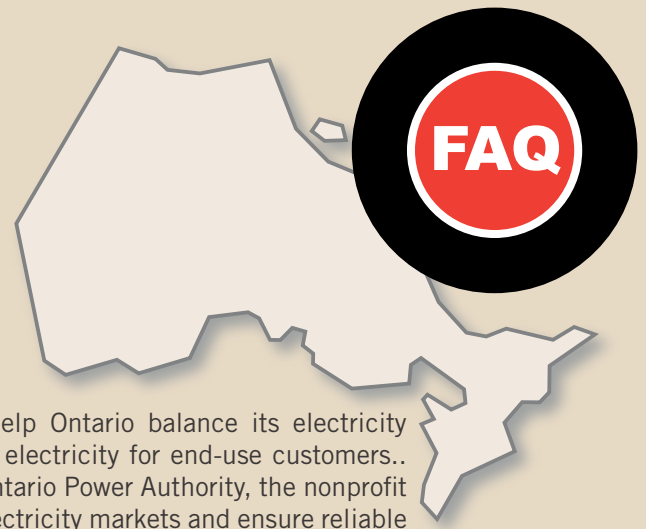 FAQ
elp Ontario balance its electricity
electricity for end-use customers..
ntario Power Authority, the nonprofit
ectricity markets and ensure reliable